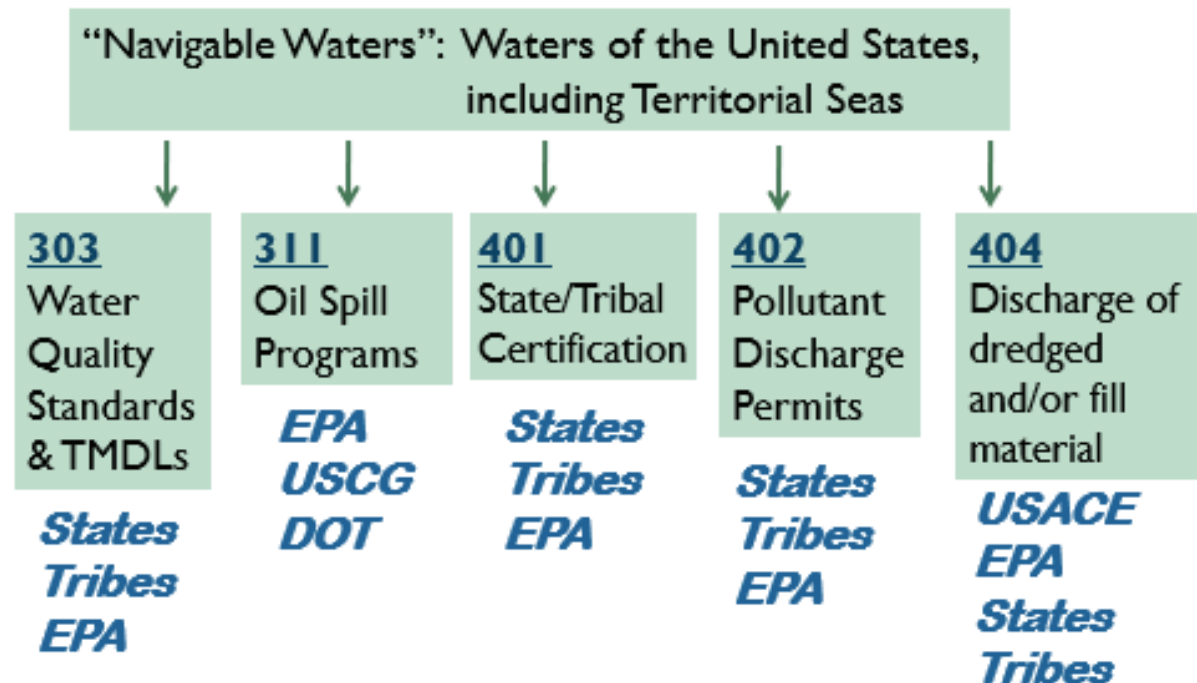 “Navigable Waters”: Waters of the United States,
including Territorial Seas
303
Water
Quality
Standards
& TMDLs
States
Tribes
EPA
311
Oil Spill
Programs
EPA
USCG
DOT
401
State/Tribal
Certification
States
Tribes
EPA
402
Pollutant
Discharge
Permits
States
Tribes
EPA
404
Discharge of
dredged
and/or fill
material
USACE
EPA
States
Tribes